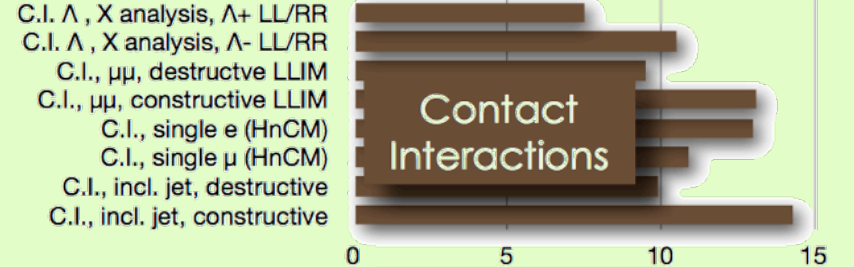 C.I. Λ , X analysis, Λ+ LL/RR
C.I. Λ , X analysis, Λ- LL/RR
C.I., μμ, destructve LLIM
C.I., μμ, constructive LLIM
C.I., single e (HnCM)
C.I., single μ (HnCM)
C.I., incl. jet, destructive
C.I., incl. jet, constructive
Contact
Interactions
0 5 10 15